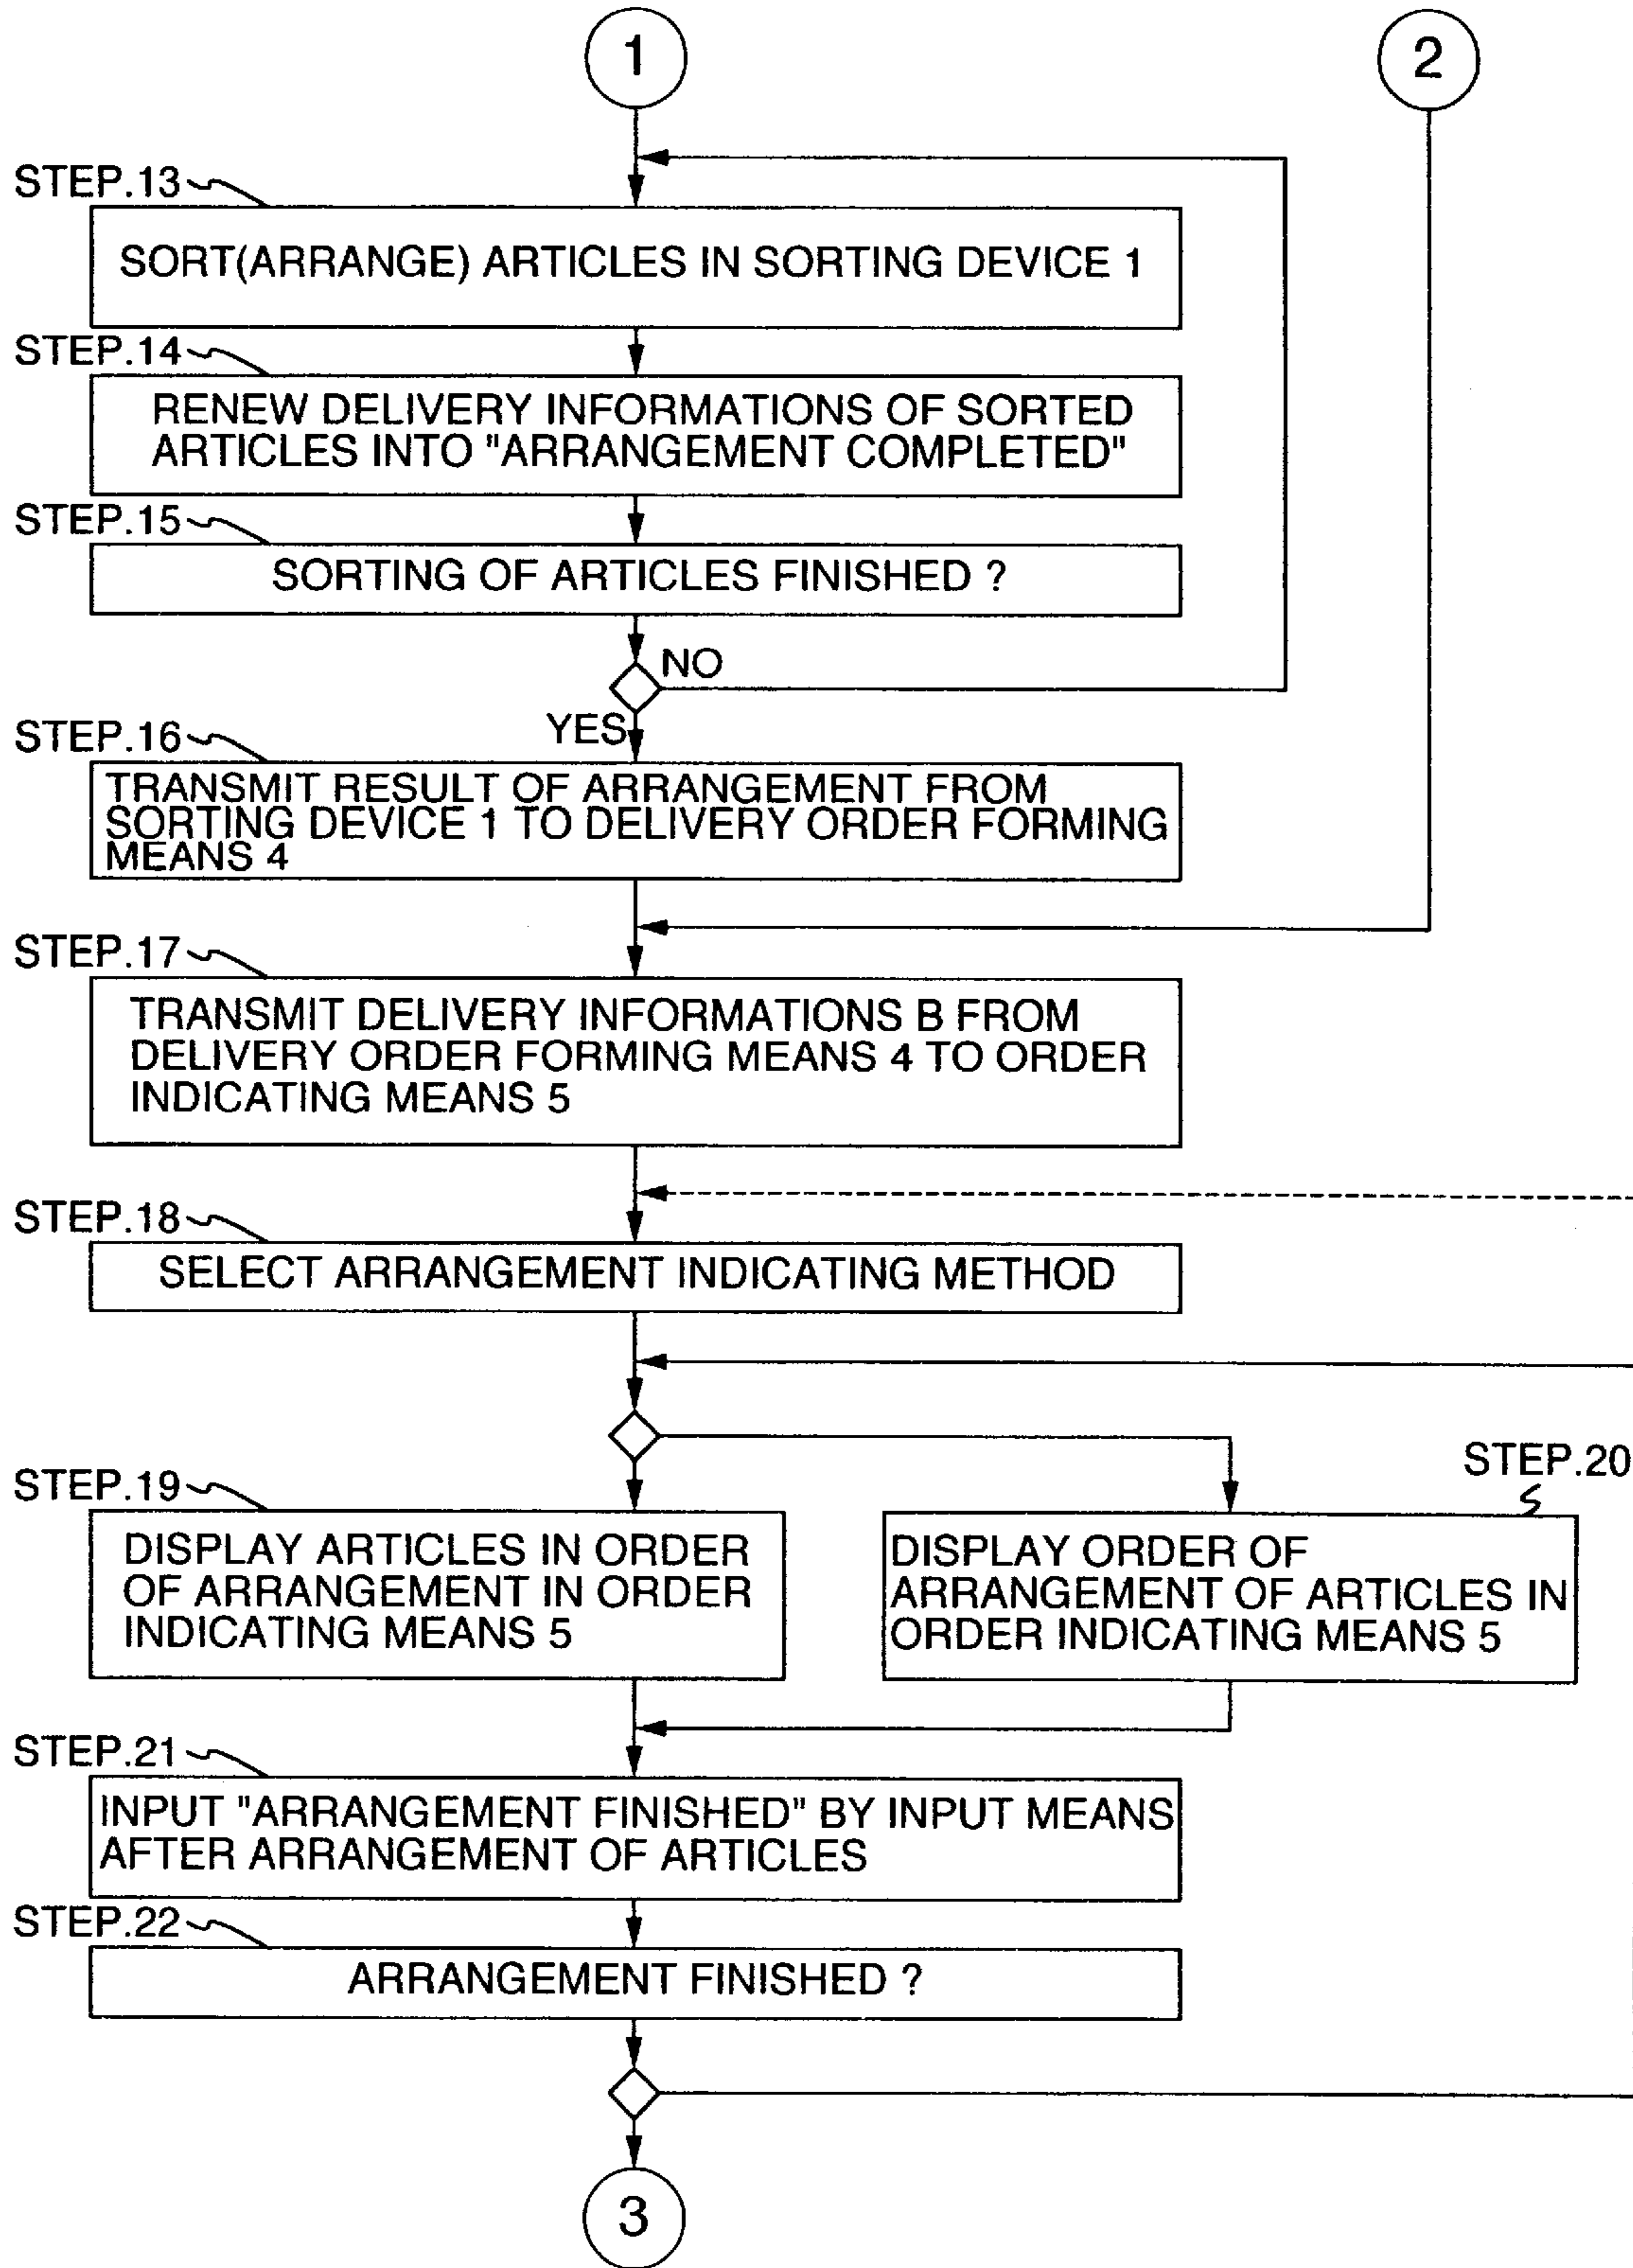 1
2
STEP.13
SORT(ARRANGE) ARTICLES IN SORTING DEVICE 1
STEP.14
RENEW DELIVERY INFORMATIONS OF SORTED
ARTICLES INTO "ARRANGEMENT COMPLETED"
STEP.15
SORTING OF ARTICLES FINISHED ?
NO
YES
STEP.16
TRANSMIT RESULT OF ARRANGEMENT FROM
SORTING DEVICE 1 TO DELIVERY ORDER FORMING
MEANS 4
STEP.17
TRANSMIT DELIVERY INFORMATIONS B FROM
DELIVERY ORDER FORMING MEANS 4 TO ORDER
INDICATING MEANS 5
STEP.18
SELECT ARRANGEMENT INDICATING METHOD
STEP.19
DISPLAY ARTICLES IN ORDER
OF ARRANGEMENT IN ORDER
INDICATING MEANS 5
STEP.20
DISPLAY ORDER OF
ARRANGEMENT OF ARTICLES IN
ORDER INDICATING MEANS 5
STEP.21
INPUT "ARRANGEMENT FINISHED" BY INPUT MEANS
AFTER ARRANGEMENT OF ARTICLES
STEP.22
ARRANGEMENT FINISHED ?
3